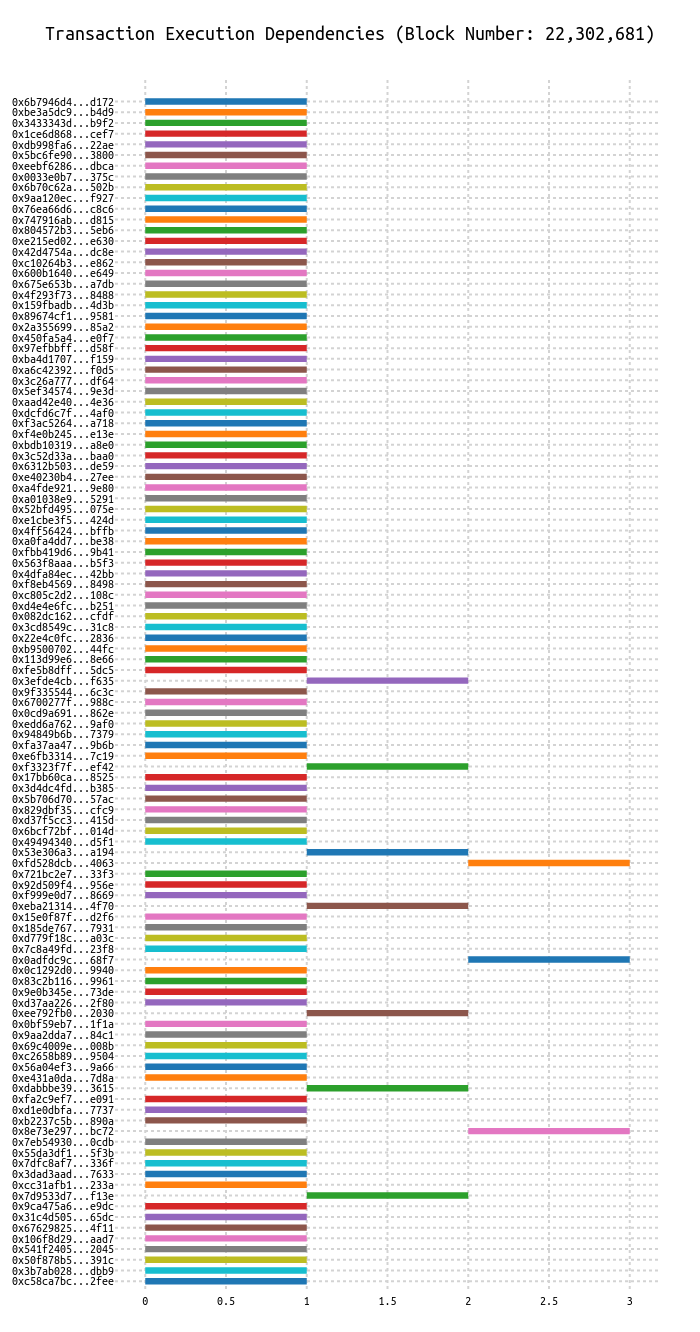 Transaction Execution Dependencies (Block Number: 22,302,681)
0x6b7946d4...d172
0xbe3a5dc9...b4d9
0x3433343d...b9f2
0x1ce6d868...cef7
0xdb998fa6...22ae
0x5bc6fe90...3800
0xeebf6286...dbca
0x0033e0b7...375c
0x6b70c62a...502b
0x9aa120ec...f927
0x76ea66d6...c8c6
0x747916ab...d815
0x804572b3...5eb6
0xe215ed02...e630
0x42d4754a...dc8e
0xc10264b3...e862
0x600b1640...e649
0x675e653b...a7db
0x4f293f73...8488
0x159fbadb...4d3b
0x89674cf1...9581
0x2a355699...85a2
0x450fa5a4...e0f7
0x97efbbff...d58f
0xba4d1707...f159
0xa6c42392...f0d5
0x3c26a777...df64
0x5ef34574...9e3d
0xaad42e40...4e36
0xdcfd6c7f...4af0
0xf3ac5264...a718
0xf4e0b245...e13e
0xbdb10319...a8e0
0x3c52d33a...baa0
0x6312b503...de59
0xe40230b4...27ee
0xa4fde921...9e80
0xa01038e9...5291
0x52bfd495...075e
0xe1cbe3f5...424d
0x4ff56424...bffb
0xa0fa4dd7...be38
0xfbb419d6...9b41
0x563f8aaa...b5f3
0x4dfa84ec...42bb
0xf8eb4569...8498
0xc805c2d2...108c
0xd4e4e6fc...b251
0x082dc162...cfdf
0x3cd8549c...31c8
0x22e4c0fc...2836
0xb9500702...44fc
0x113d99e6...8e66
0xfe5b8dff...5dc5
0x3efde4cb...f635
0x9f335544...6c3c
0x6700277f...988c
0x0cd9a691...862e
0xedd6a762...9af0
0x94849b6b...7379
0xfa37aa47...9b6b
0xe6fb3314...7c19
0xf3323f7f...ef42
0x17bb60ca...8525
0x3d4dc4fd...b385
0x5b706d70...57ac
0x829dbf35...cfc9
0xd37f5cc3...415d
0x6bcf72bf...014d
0x49494340...d5f1
0x53e306a3...a194
0xfd528dcb...4063
0x721bc2e7...33f3
0x92d509f4...956e
0xf999e0d7...8669
0xeba21314...4f70
0x15e0f87f...d2f6
0x185de767...7931
0xd779f18c...a03c
0x7c8a49fd...23f8
0x0adfdc9c...68f7
0x0c1292d0...9940
0x83c2b116...9961
0x9e0b345e...73de
0xd37aa226...2f80
0xee792fb0...2030
0x0bf59eb7...1f1a
0x9aa2dda7...84c1
0x69c4009e...008b
0xc2658b89...9504
0x56a04ef3...9a66
0xe431a0da...7d8a
0xdabbbe39...3615
0xfa2c9ef7...e091
0xd1e0dbfa...7737
0xb2237c5b...890a
0x8e73e297...bc72
0x7eb54930...0cdb
0x55da3df1...5f3b
0x7dfc8af7...336f
0x3dad3aad...7633
0xcc31afb1...233a
0x7d9533d7...f13e
0x9ca475a6...e9dc
0x31c4d505...65dc
0x67629825...4f11
0x106f8d29...aad7
0x541f2405...2045
0x50f878b5...391c
0x3b7ab028...dbb9
0xc58ca7bc...2fee
0 0.5 1 1.5 2 2.5 3